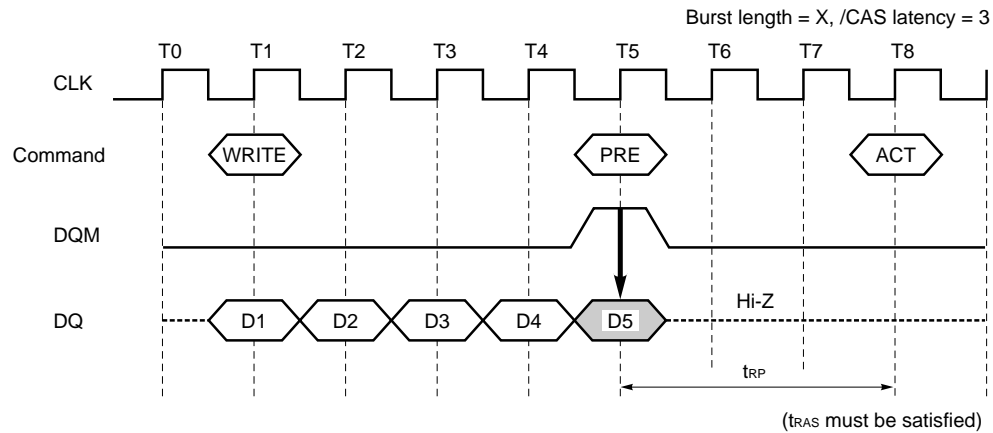 Burst length = X, /CAS latency = 3
T0 T1 T2 T3 T4 T5 T6 T7 T8
CLK
Command WRITE PRE ACT
DQM
Hi-Z
DQ D1 D2 D3 D4 D5
tRP
(tRAS must be satisfied)